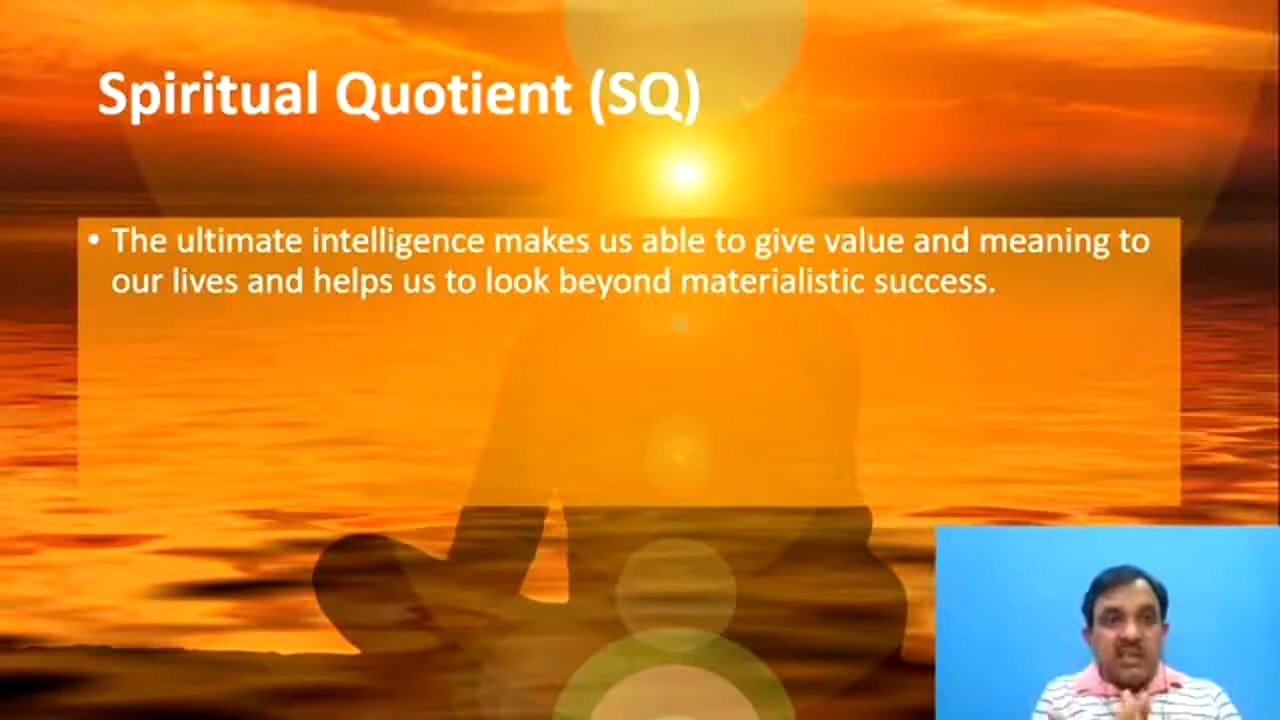 Spiritual Quotient (SQ)
• The ultimate intelligence makes us able to give value and meaning to
our lives and helps us to look beyond materialistic success.